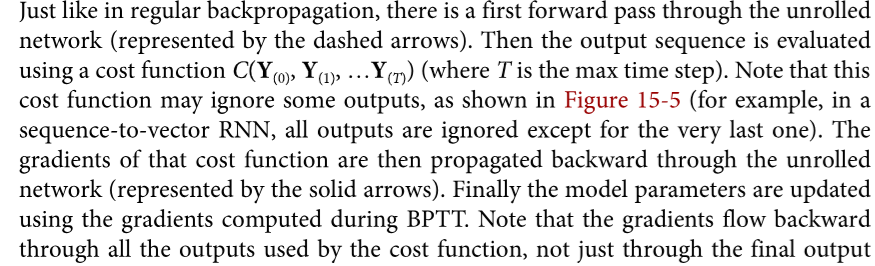 Just like in regular backpropagation, there is a first forward pass through the unrolled
network (represented by the dashed arrows). Then the output sequence is evaluated
using a cost function C(Y(0), Y(1), …Y(T)) (where T is the max time step). Note that this
cost function may ignore some outputs, as shown in Figure 15-5 (for example, in a
sequence-to-vector RNN, all outputs are ignored except for the very last one). The
gradients of that cost function are then propagated backward through the unrolled
network (represented by the solid arrows). Finally the model parameters are updated
using the gradients computed during BPTT. Note that the gradients flow backward
through all the outputs used by the cost function, not just through the final output